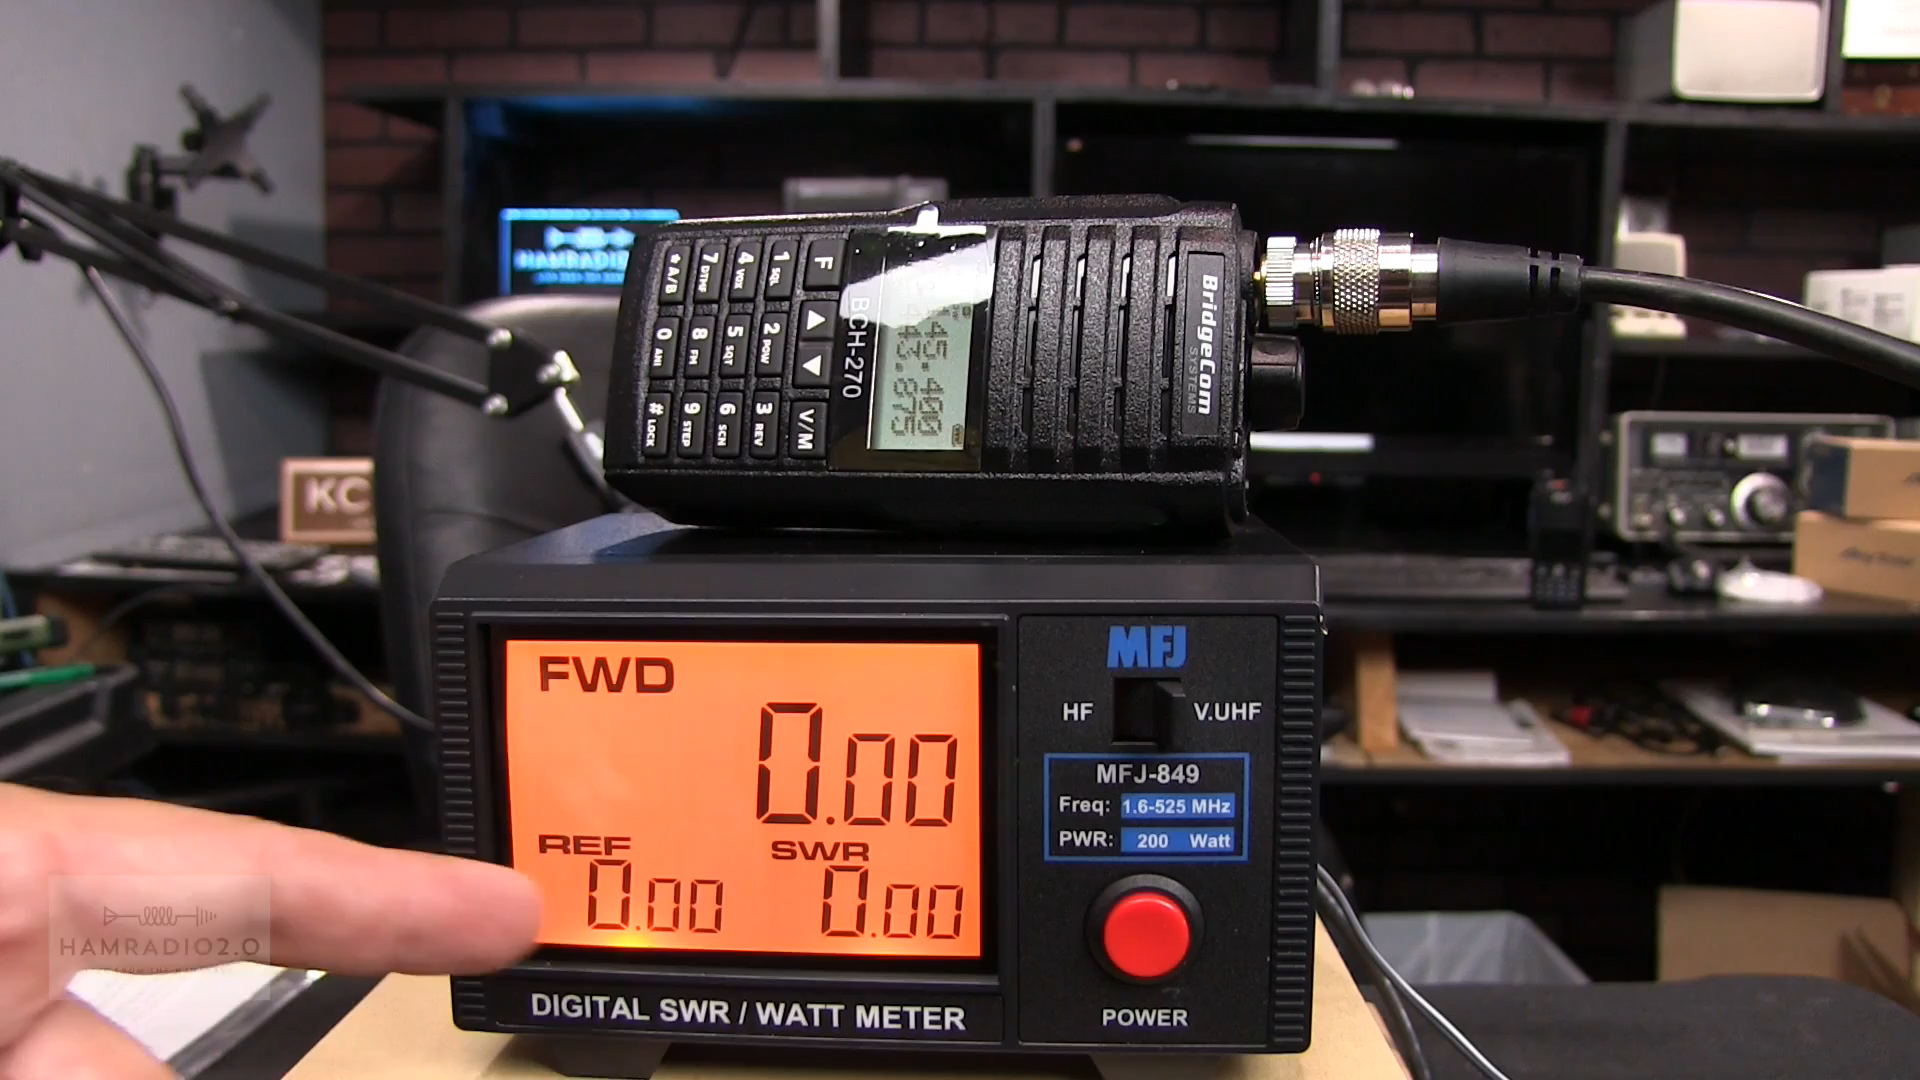 HAMRADIO
KC
BridgeCom
SYSTEMS
145.400
443.875
BCH-270
F
V/M
1 SQL
2 POW
3 REV
4 VOX
5 SQT
6 SCN
7 DTMF
8 FM
9 STEP
* A/B
0 ANI
# LOCK
FWD
0.00
REF
0.00
SWR
0.00
MFJ
HF
V.UHF
MFJ-849
Freq: 1.6-525 MHz
PWR: 200 Watt
POWER
DIGITAL SWR / WATT METER
HAMRADIO2.0